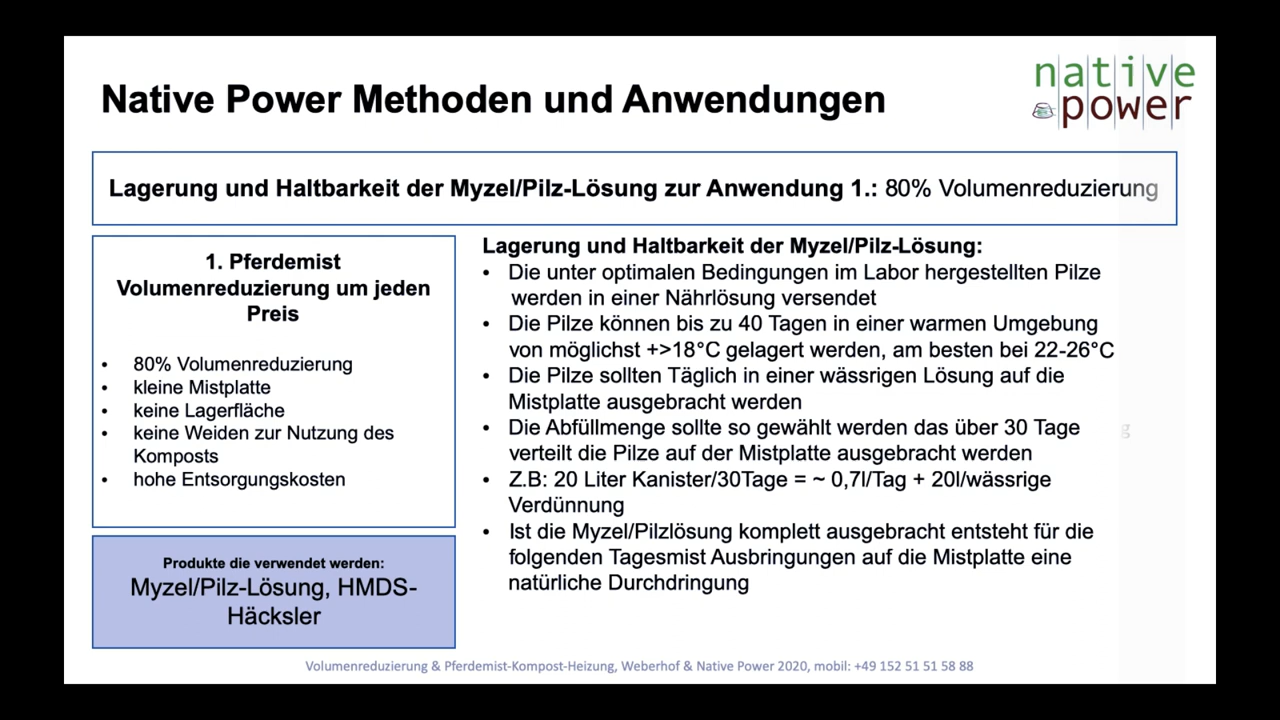 Native Power Methoden und Anwendungen
native
power
Lagerung und Haltbarkeit der Myzel/Pilz-Lösung zur Anwendung 1.: 80% Volumenreduzierung
1. Pferdemist
Volumenreduzierung um jeden
Preis
• 80% Volumenreduzierung
• kleine Mistplatte
• keine Lagerfläche
• keine Weiden zur Nutzung des
Komposts
• hohe Entsorgungskosten
Produkte die verwendet werden:
Myzel/Pilz-Lösung, HMDS-
Häcksler
Lagerung und Haltbarkeit der Myzel/Pilz-Lösung:
• Die unter optimalen Bedingungen im Labor hergestellten Pilze
werden in einer Nährlösung versendet
• Die Pilze können bis zu 40 Tagen in einer warmen Umgebung
von möglichst +>18°C gelagert werden, am besten bei 22-26°C
• Die Pilze sollten Täglich in einer wässrigen Lösung auf die
Mistplatte ausgebracht werden
• Die Abfüllmenge sollte so gewählt werden das über 30 Tage
verteilt die Pilze auf der Mistplatte ausgebracht werden
• Z.B: 20 Liter Kanister/30Tage = ~ 0,7l/Tag + 20l/wässrige
Verdünnung
• Ist die Myzel/Pilzlösung komplett ausgebracht entsteht für die
folgenden Tagesmist Ausbringungen auf die Mistplatte eine
natürliche Durchdringung
g
Volumenreduzierung & Pferdemist-Kompost-Heizung, Weberhof & Native Power 2020, mobil: +49 152 51 51 58 88